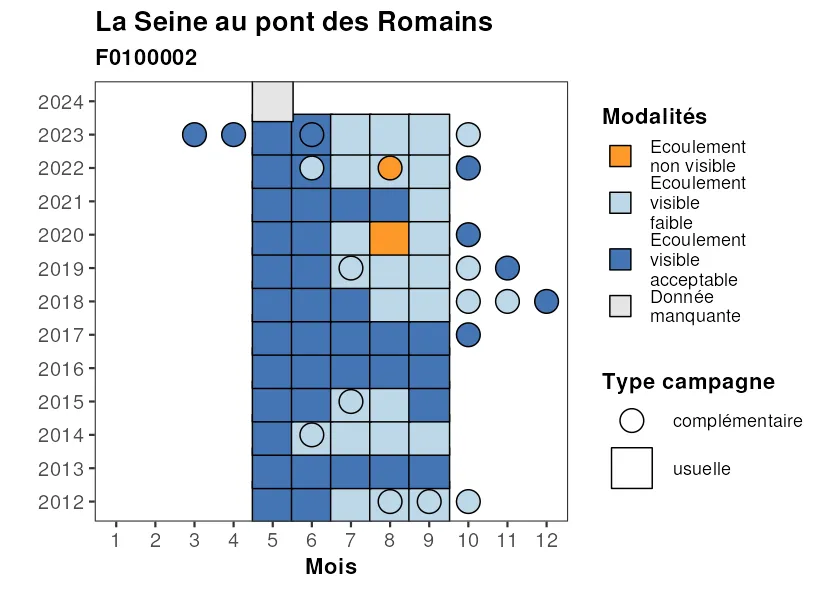 La Seine au pont des Romains
F0100002
2024
2023
2022
2021
2020
2019
2018
2017
2016
2015
2014
2013
2012
1 2 3 4 5 6 7 8 9 10 11 12
Mois
Modalités
Ecoulement
non visible
Ecoulement
visible
faible
Ecoulement
visible
acceptable
Donnée
manquante
Type campagne
complémentaire
usuelle